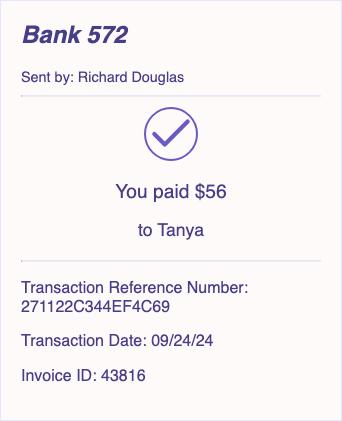 Bank 572
Sent by: Richard Douglas
You paid $56
to Tanya
Transaction Reference Number:
271122C344EF4C69
Transaction Date: 09/24/24
Invoice ID: 43816